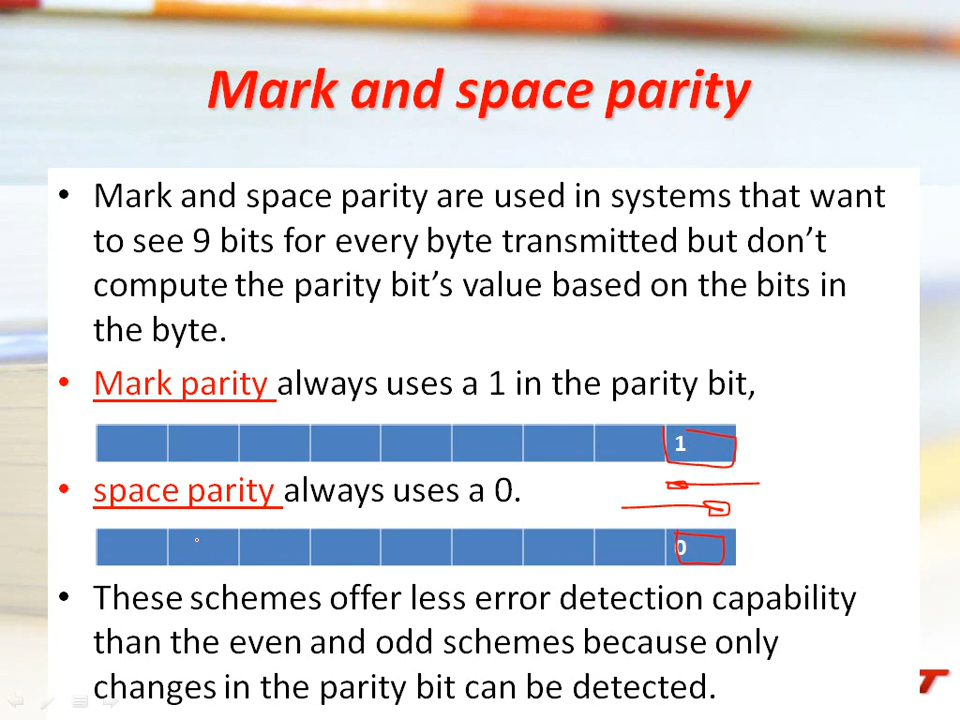 Mark and space parity
• Mark and space parity are used in systems that want
to see 9 bits for every byte transmitted but don’t
compute the parity bit’s value based on the bits in
the byte.
• Mark parity always uses a 1 in the parity bit,
1
• space parity always uses a 0.
0
• These schemes offer less error detection capability
than the even and odd schemes because only
changes in the parity bit can be detected.